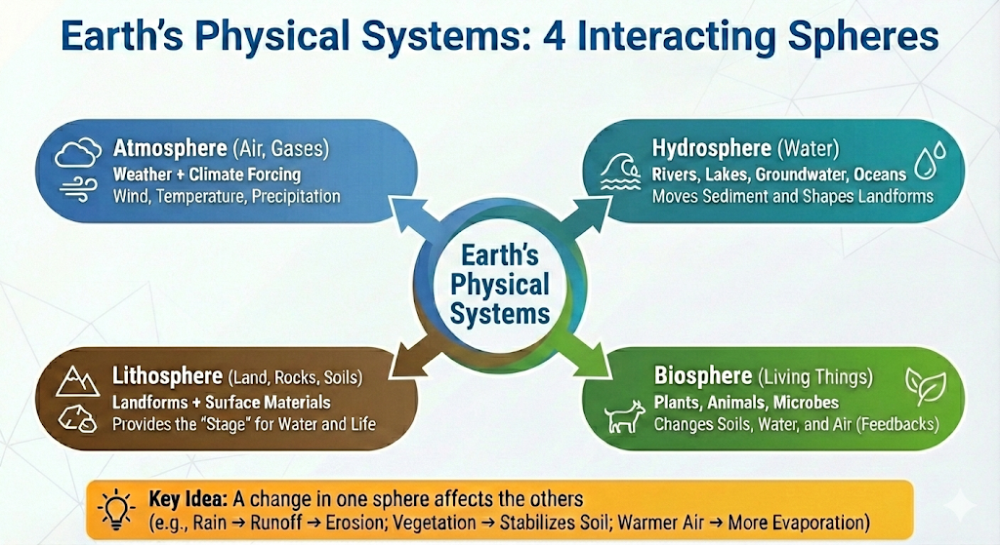 Earth's Physical Systems: 4 Interacting Spheres
Atmosphere (Air, Gases)
Weather + Climate Forcing
Wind, Temperature, Precipitation
Hydrosphere (Water)
Rivers, Lakes, Groundwater, Oceans
Moves Sediment and Shapes Landforms
Earth's
Physical
Systems
Lithosphere (Land, Rocks, Soils)
Landforms + Surface Materials
Provides the "Stage" for Water and Life
Biosphere (Living Things)
Plants, Animals, Microbes
Changes Soils, Water, and Air (Feedbacks)
Key Idea: A change in one sphere affects the others
(e.g., Rain → Runoff → Erosion; Vegetation → Stabilizes Soil; Warmer Air → More Evaporation)